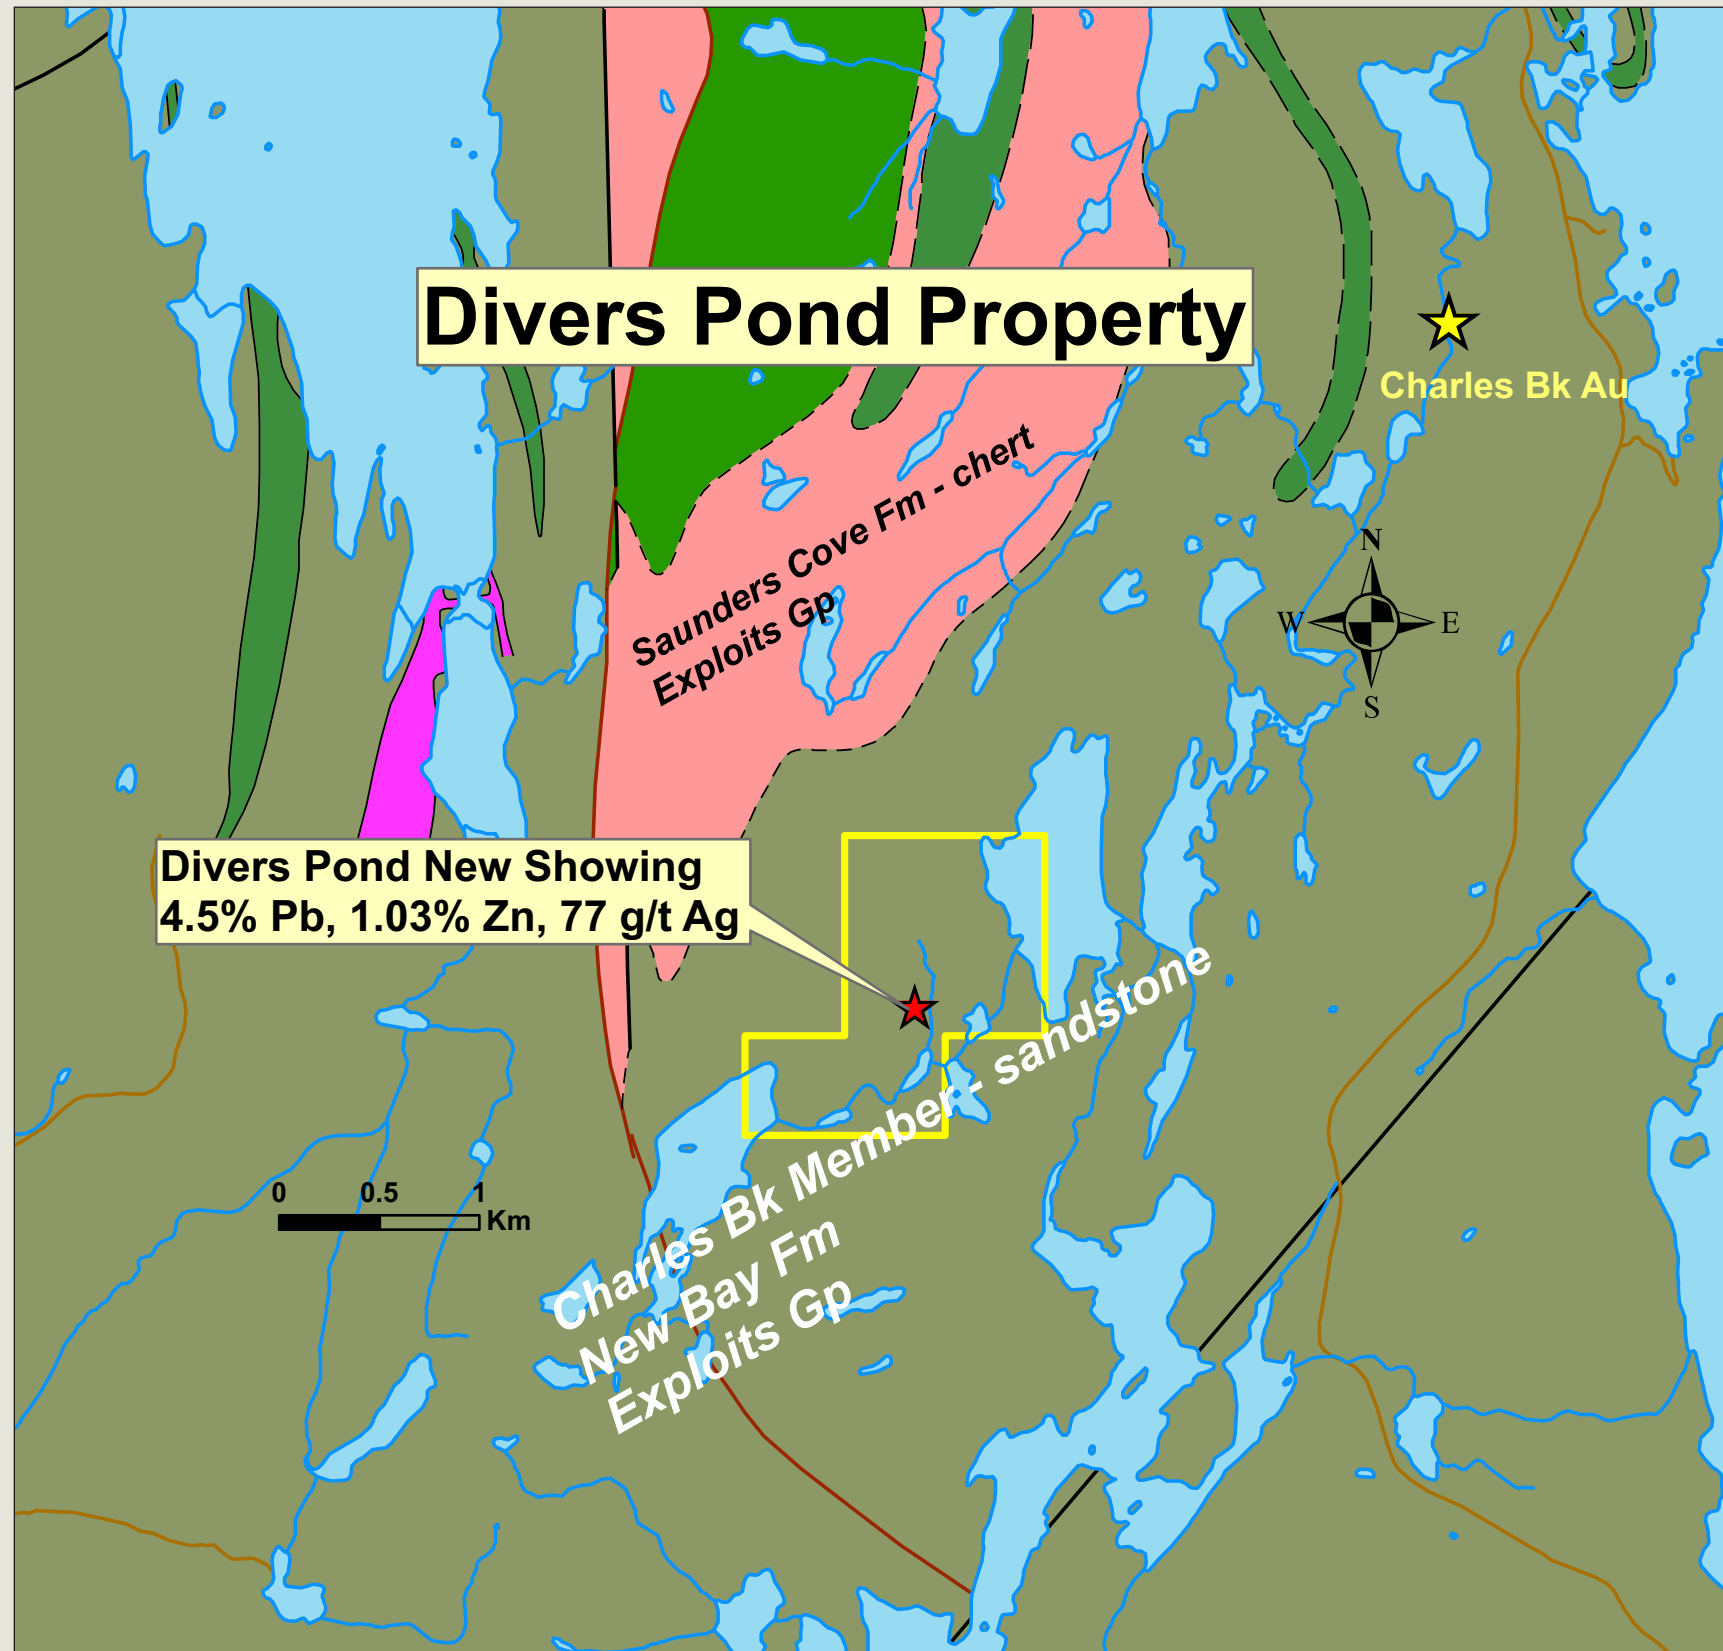 Divers Pond Property
Charles Bk Au
Saunders Cove Fm - chert
Exploits Gp
N
W
E
S
Divers Pond New Showing
4.5% Pb, 1.03% Zn, 77 g/t Ag
Charles Bk Member - sandstone
New Bay Fm
Exploits Gp
0 0.5 1
Km